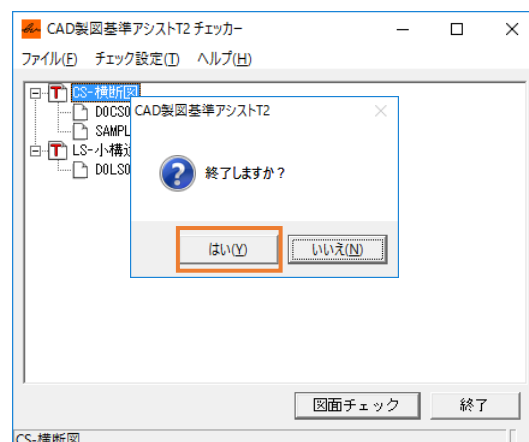 CAD製図基準アシストT2 チェッカー
ファイル(F) チェック設定(T) ヘルプ(H)
CS-横断図
D0CS0
SAMPL
LS-小構造
D0LS0
CAD製図基準アシストT2
終了しますか？
はい(Y) いいえ(N)
図面チェック 終了
CS-横断図